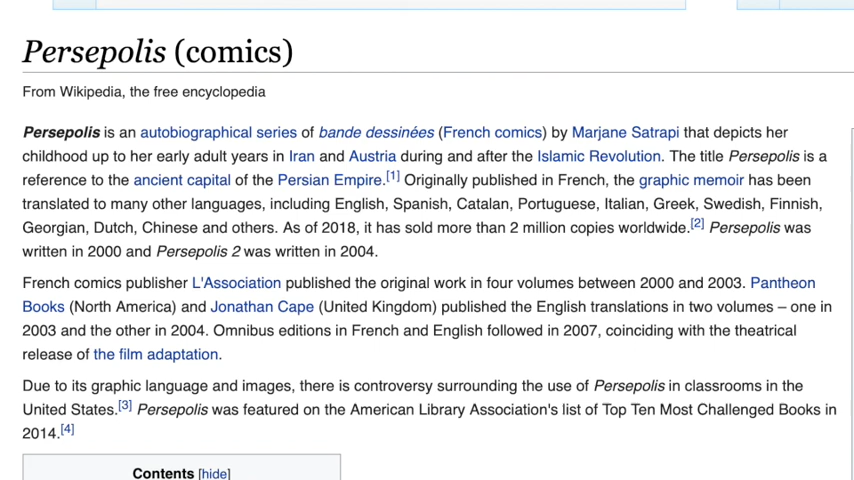 Persepolis (comics)
From Wikipedia, the free encyclopedia
Persepolis is an autobiographical series of bande dessinées (French comics) by Marjane Satrapi that depicts her
childhood up to her early adult years in Iran and Austria during and after the Islamic Revolution. The title Persepolis is a
reference to the ancient capital of the Persian Empire.[1] Originally published in French, the graphic memoir has been
translated to many other languages, including English, Spanish, Catalan, Portuguese, Italian, Greek, Swedish, Finnish,
Georgian, Dutch, Chinese and others. As of 2018, it has sold more than 2 million copies worldwide.[2] Persepolis was
written in 2000 and Persepolis 2 was written in 2004.
French comics publisher L'Association published the original work in four volumes between 2000 and 2003. Pantheon
Books (North America) and Jonathan Cape (United Kingdom) published the English translations in two volumes – one in
2003 and the other in 2004. Omnibus editions in French and English followed in 2007, coinciding with the theatrical
release of the film adaptation.
Due to its graphic language and images, there is controversy surrounding the use of Persepolis in classrooms in the
United States.[3] Persepolis was featured on the American Library Association's list of Top Ten Most Challenged Books in
2014.[4]
Contents [hide]